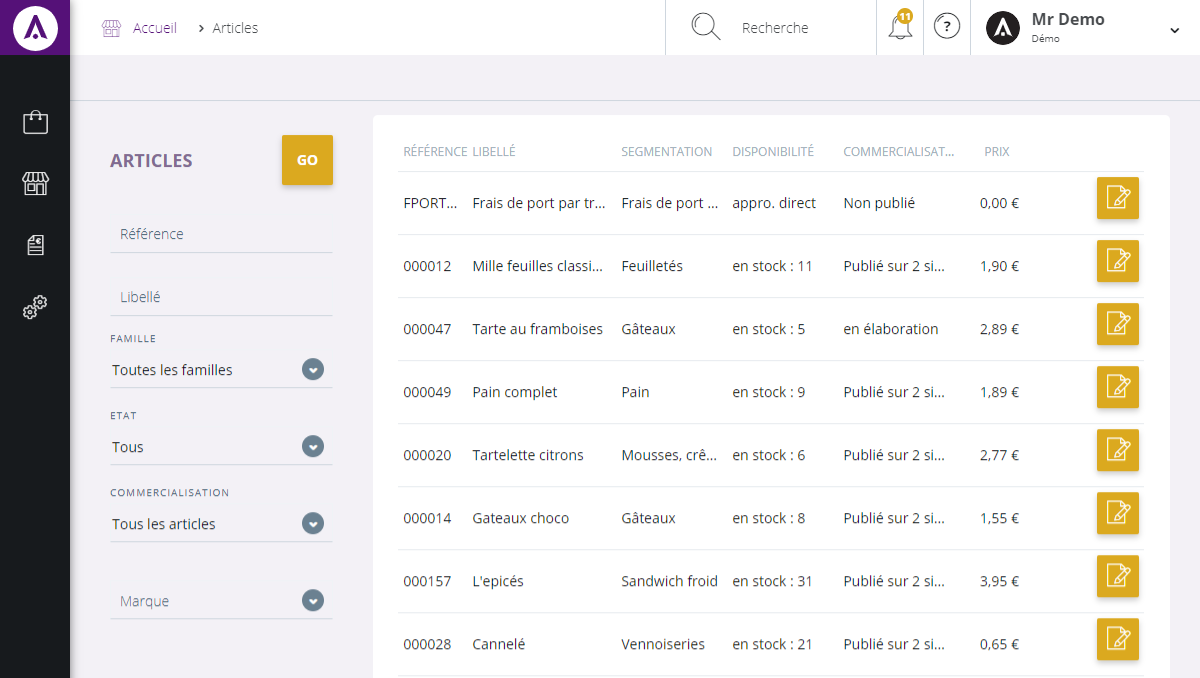 Accueil > Articles
Recherche
11
?
Mr Demo
Démo
ARTICLES
GO
Référence
Libellé
FAMILLE
Toutes les familles
ETAT
Tous
COMMERCIALISATION
Tous les articles
Marque
RÉFÉRENCE LIBELLÉ SEGMENTATION DISPONIBILITÉ COMMERCIALISAT... PRIX
FPORT... Frais de port par tr... Frais de port ... appro. direct Non publié 0,00 €
000012 Mille feuilles classi... Feuilletés en stock : 11 Publié sur 2 si... 1,90 €
000047 Tarte au framboises Gâteaux en stock : 5 en élaboration 2,89 €
000049 Pain complet Pain en stock : 9 Publié sur 2 si... 1,89 €
000020 Tartelette citrons Mousses, crê... en stock : 6 Publié sur 2 si... 2,77 €
000014 Gateaux choco Gâteaux en stock : 8 Publié sur 2 si... 1,55 €
000157 L'epicés Sandwich froid en stock : 31 Publié sur 2 si... 3,95 €
000028 Cannelé Vennoiseries en stock : 21 Publié sur 2 si... 0,65 €